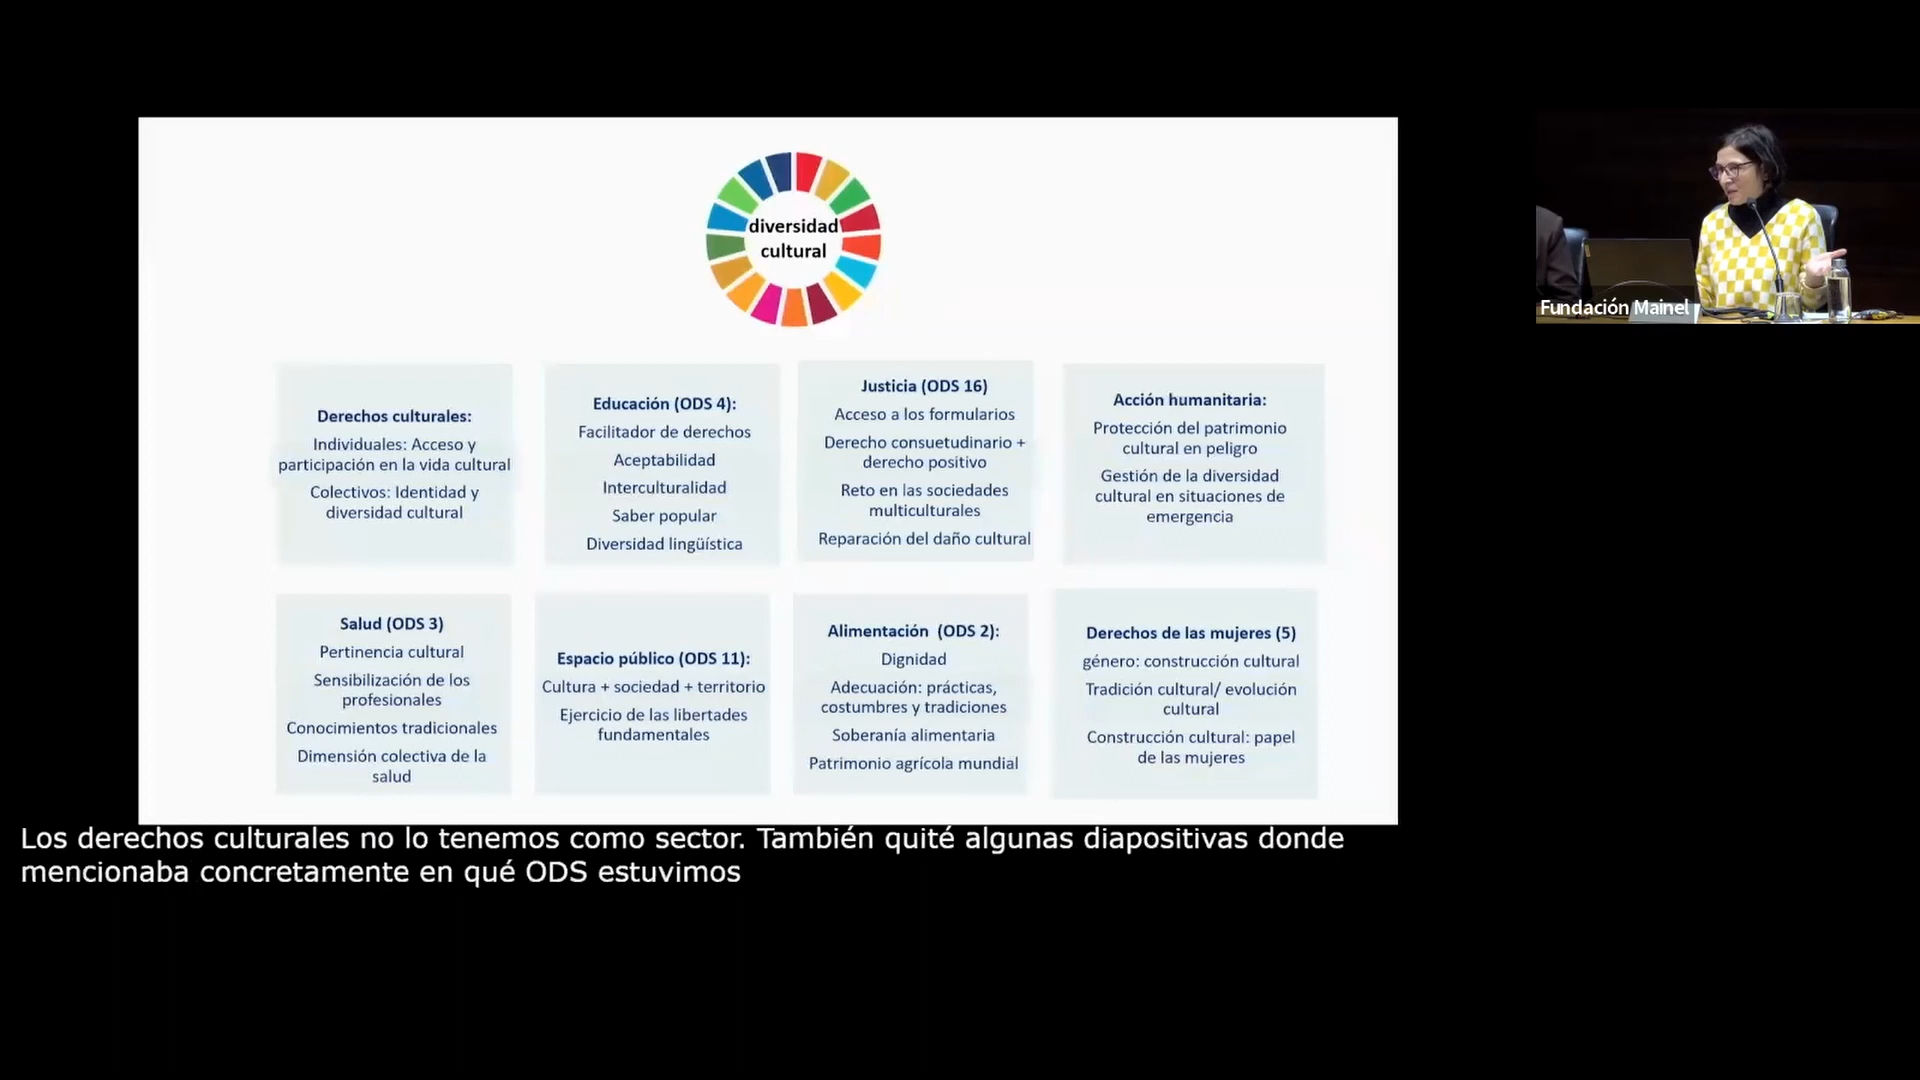 diversidad
cultural
Derechos culturales:
Individuales: Acceso y
participación en la vida cultural
Colectivos: Identidad y
diversidad cultural
Educación (ODS 4):
Facilitador de derechos
Aceptabilidad
Interculturalidad
Saber popular
Diversidad lingüística
Justicia (ODS 16)
Acceso a los formularios
Derecho consuetudinario +
derecho positivo
Reto en las sociedades
multiculturales
Reparación del daño cultural
Acción humanitaria:
Protección del patrimonio
cultural en peligro
Gestión de la diversidad
cultural en situaciones de
emergencia
Salud (ODS 3)
Pertinencia cultural
Sensibilización de los
profesionales
Conocimientos tradicionales
Dimensión colectiva de la
salud
Espacio público (ODS 11):
Cultura + sociedad + territorio
Ejercicio de las libertades
fundamentales
Alimentación (ODS 2):
Dignidad
Adecuación: prácticas,
costumbres y tradiciones
Soberanía alimentaria
Patrimonio agrícola mundial
Derechos de las mujeres (5)
género: construcción cultural
Tradición cultural/ evolución
cultural
Construcción cultural: papel
de las mujeres
Fundación Mainel
Los derechos culturales no lo tenemos como sector. También quité algunas diapositivas donde
mencionaba concretamente en qué ODS estuvimos